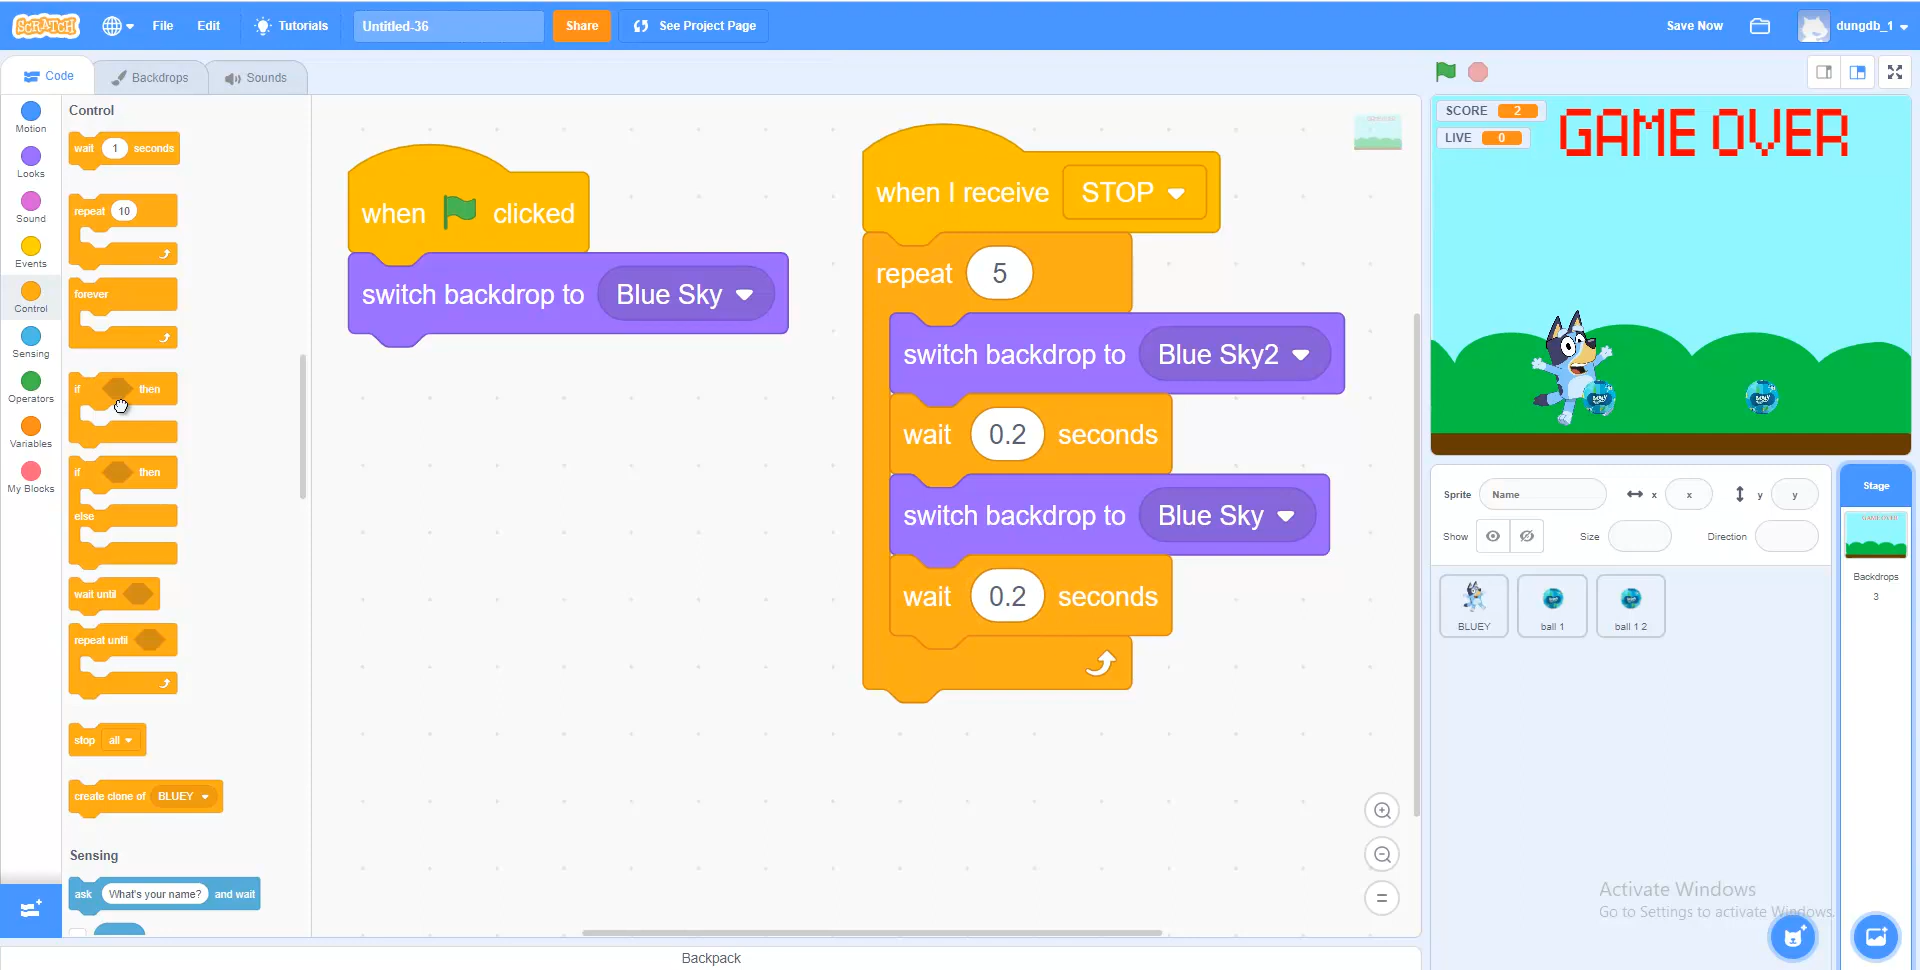 SCRATCH
File
Edit
Tutorials
Untitled-36
Share
See Project Page
Save Now
dungdb_1
Code
Backdrops
Sounds
Motion
Looks
Sound
Events
Control
Sensing
Operators
Variables
My Blocks
Control
wait 1 seconds
repeat 10
forever
if then
if then
else
wait until
repeat until
stop all
create clone of BLUEY
Sensing
ask What's your name? and wait
when clicked
switch backdrop to Blue Sky
when I receive STOP
repeat 5
switch backdrop to Blue Sky2
wait 0.2 seconds
switch backdrop to Blue Sky
wait 0.2 seconds
SCORE 2
LIVE 0
GAME OVER
Sprite Name x x y y
Show Size Direction
BLUEY
ball 1
ball 1 2
Stage
GAME OVER
Backdrops
3
Activate Windows
Go to Settings to activate Windows.
Backpack